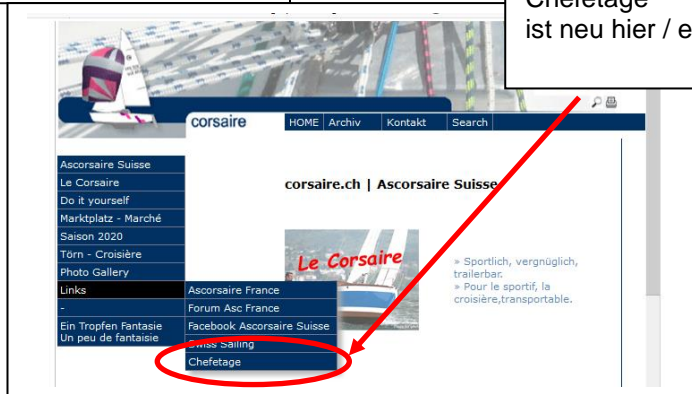 Chefetage
ist neu hier / e
corsaire
HOME Archiv Kontakt Search
Ascorsaire Suisse
Le Corsaire
Do it yourself
Marktplatz - Marché
Saison 2020
Törn - Croisière
Photo Gallery
Links
-
Ein Tropfen Fantasie
Un peu de fantaisie
Ascorsaire France
Forum Asc France
Facebook Ascorsaire Suisse
Swiss Sailing
Chefetage
corsaire.ch | Ascorsaire Suisse
Le Corsaire
» Sportlich, vergnüglich,
trailerbar.
» Pour le sportif, la
croisière,transportable.